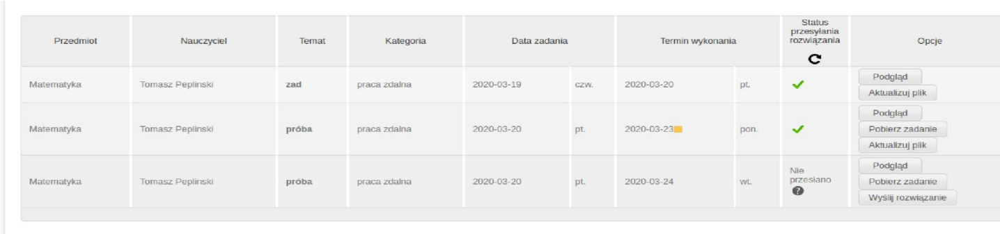 Przedmiot Nauczyciel Temat Kategoria Data zadania Termin wykonania Status przesyłania rozwiązania Opcje
Matematyka Tomasz Peplinski zad praca zdalna 2020-03-19 czw. 2020-03-20 pt. Podgląd
Aktualizuj plik
Matematyka Tomasz Peplinski próba praca zdalna 2020-03-20 pt. 2020-03-23 pon. Podgląd
Pobierz zadanie
Aktualizuj plik
Matematyka Tomasz Peplinski próba praca zdalna 2020-03-20 pt. 2020-03-24 wt. Nie przesłano ? Podgląd
Pobierz zadanie
Wyślij rozwiązanie